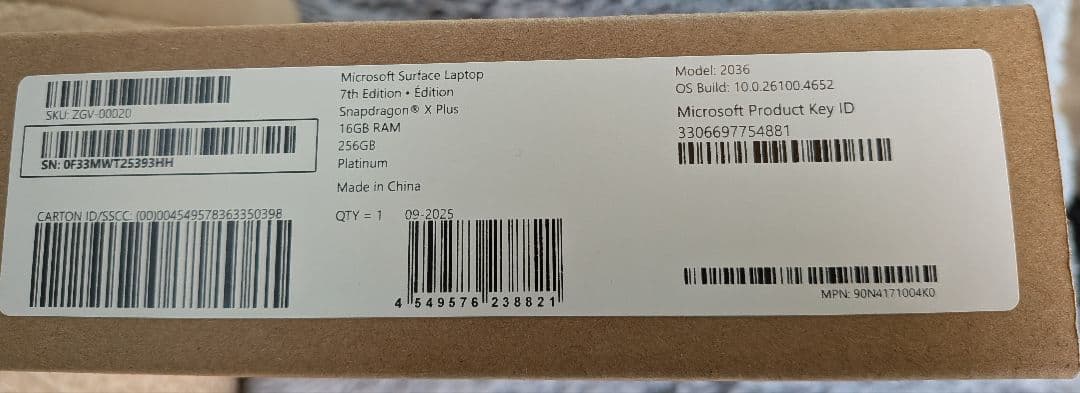 SKU: ZGV-00020
SN: 0F33MWT25393HH
CARTON ID/SSCC: (00)004549578363350398
Microsoft Surface Laptop
7th Edition • Édition
Snapdragon® X Plus
16GB RAM
256GB
Platinum
Made in China
QTY = 1 09-2025
4 549576 238821
Model: 2036
OS Build: 10.0.26100.4652
Microsoft Product Key ID
3306697754881
MPN: 90N4171004K0